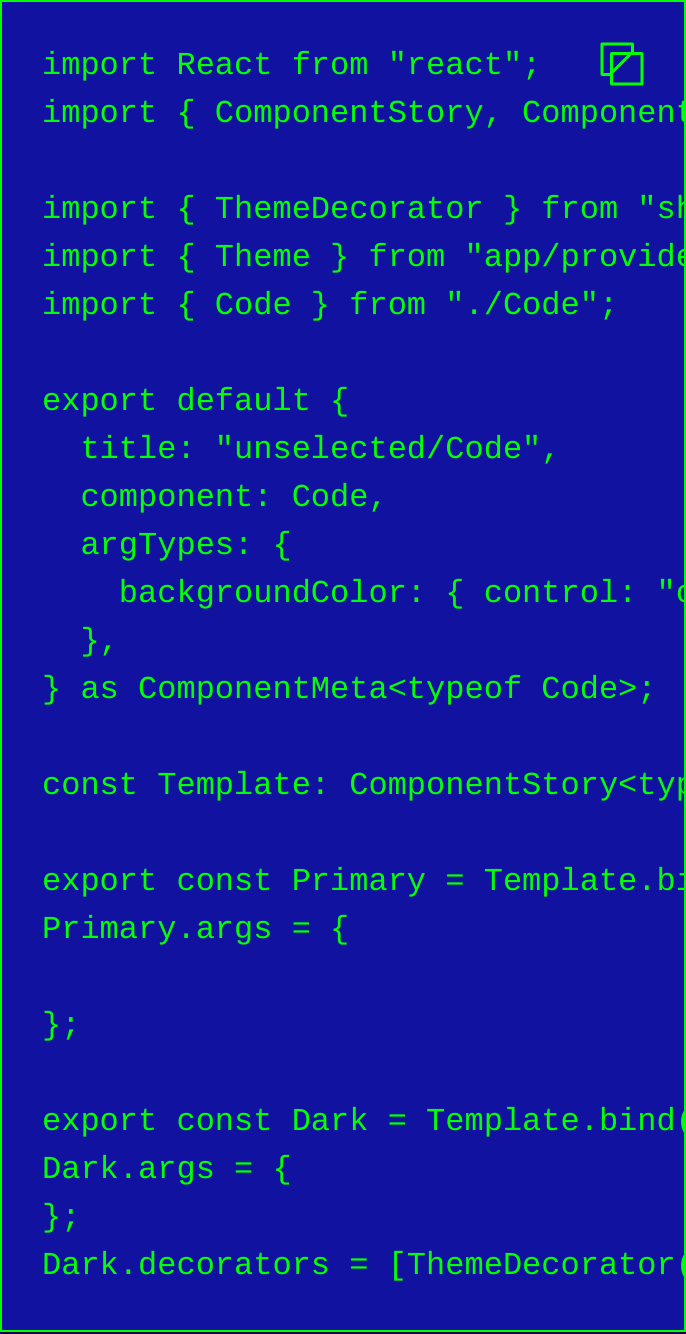 import React from "react";
import { ComponentStory, Component

import { ThemeDecorator } from "sh
import { Theme } from "app/provide
import { Code } from "./Code";

export default {
  title: "unselected/Code",
  component: Code,
  argTypes: {
    backgroundColor: { control: "c
  },
} as ComponentMeta<typeof Code>;

const Template: ComponentStory<typ

export const Primary = Template.bi
Primary.args = {

};

export const Dark = Template.bind(
Dark.args = {
};
Dark.decorators = [ThemeDecorator(